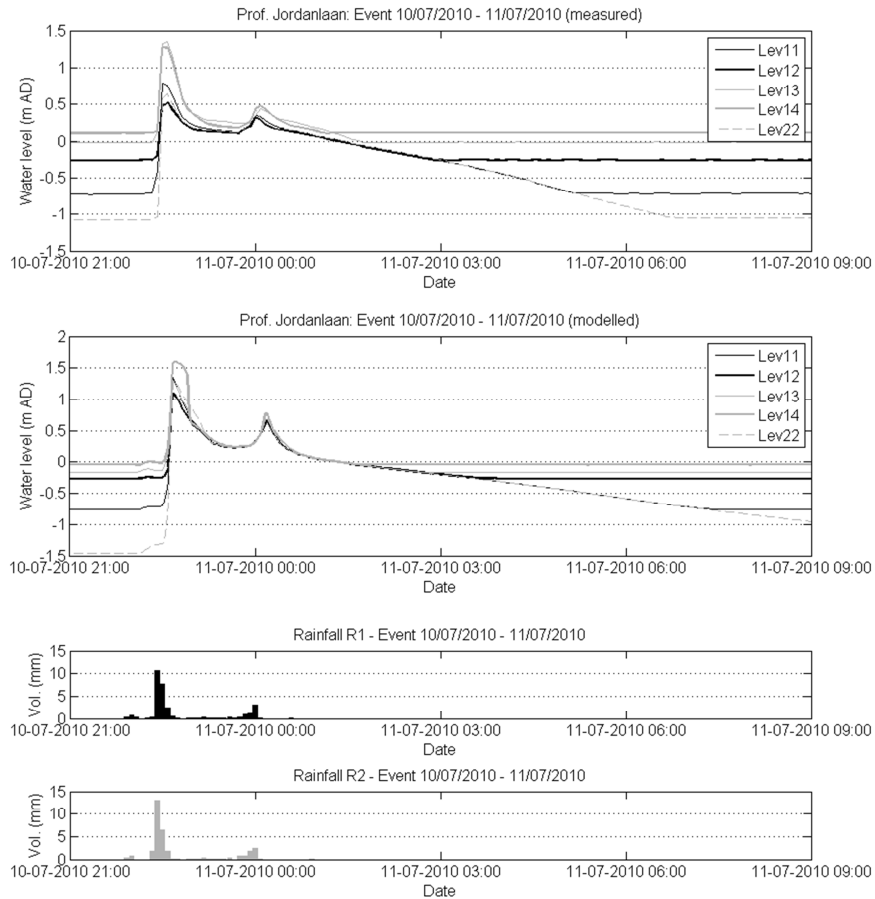 Prof. Jordanlaan: Event 10/07/2010 - 11/07/2010 (measured)
Water level (m AD)
1.5
1
0.5
0
-0.5
-1
-1.5
Lev11
Lev12
Lev13
Lev14
Lev22
10-07-2010 21:00 11-07-2010 00:00 11-07-2010 03:00 11-07-2010 06:00 11-07-2010 09:00
Date
Prof. Jordanlaan: Event 10/07/2010 - 11/07/2010 (modelled)
Water level (m AD)
2
1.5
1
0.5
0
-0.5
-1
-1.5
Lev11
Lev12
Lev13
Lev14
Lev22
10-07-2010 21:00 11-07-2010 00:00 11-07-2010 03:00 11-07-2010 06:00 11-07-2010 09:00
Date
Rainfall R1 - Event 10/07/2010 - 11/07/2010
Vol. (mm)
15
10
5
0
10-07-2010 21:00 11-07-2010 00:00 11-07-2010 03:00 11-07-2010 06:00 11-07-2010 09:00
Date
Rainfall R2 - Event 10/07/2010 - 11/07/2010
Vol. (mm)
15
10
5
0
10-07-2010 21:00 11-07-2010 00:00 11-07-2010 03:00 11-07-2010 06:00 11-07-2010 09:00
Date